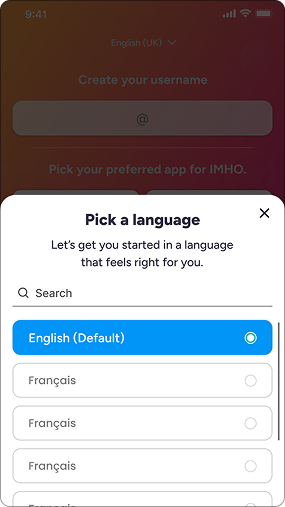 9:41
English (UK)
Create your username
@
Pick your preferred app for IMHO.
Pick a language
Let's get you started in a language
that feels right for you.
Search
English (Default)
Français
Français
Français
Français